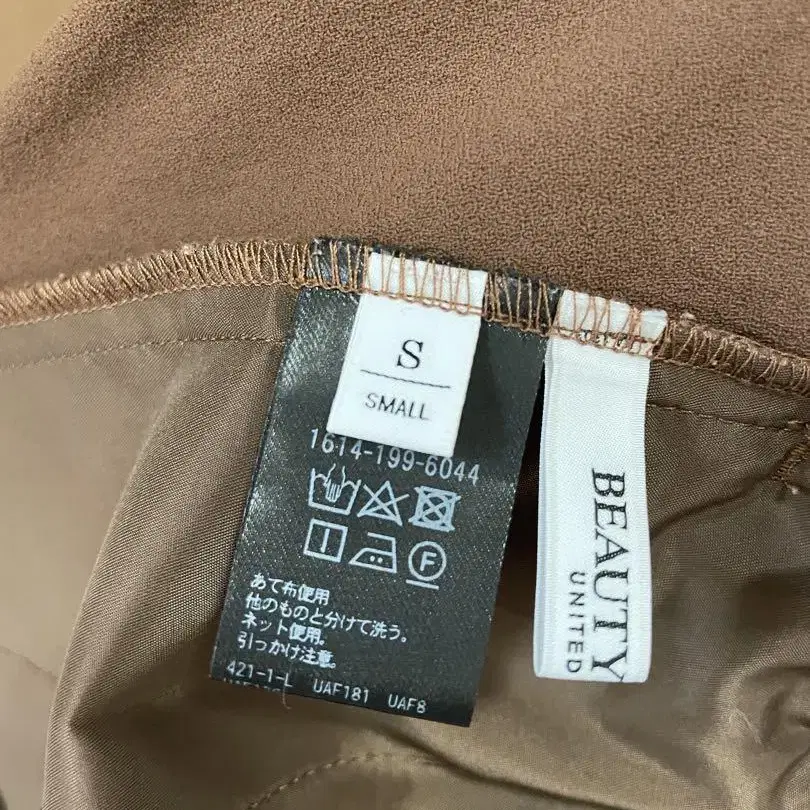 S
SMALL
1614-199-6044
F
あて布使用
他のものと分けて洗う。
ネット使用。
引っかけ注意。
421-1-L UAF181 UAF8
BEAUTY
UNITED